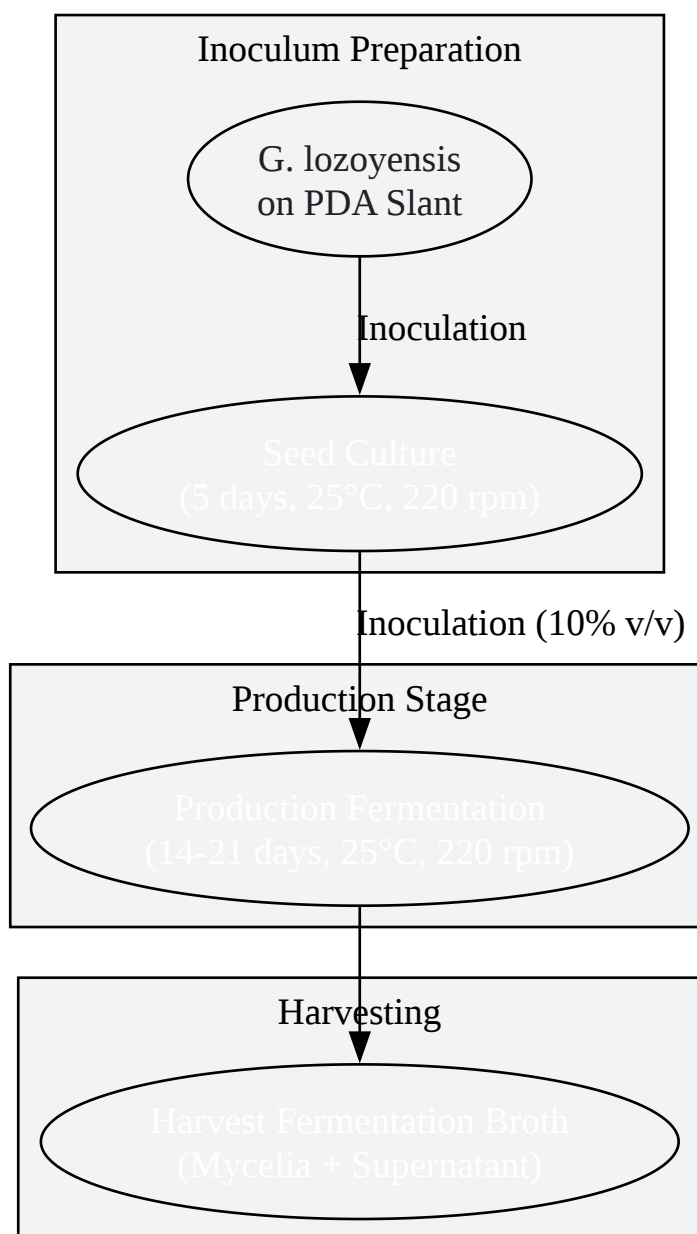 Inoculum Preparation
G. lozoyensis
on PDA Slant
Inoculation
Seed Culture
(5 days, 25°C, 220 rpm)
Inoculation (10% v/v)
Production Stage
Production Fermentation
(14-21 days, 25°C, 220 rpm)
Harvesting
Harvest Fermentation Broth
(Mycelia + Supernatant)